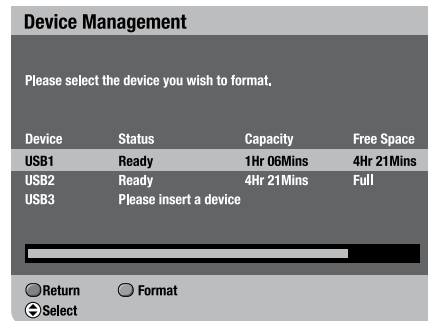 Device Management
Please select the device you wish to format.
Device Status Capacity Free Space
USB1 Ready 1Hr 06Mins 4Hr 21Mins
USB2 Ready 4Hr 21Mins Full
USB3 Please insert a device
Return Format
Select